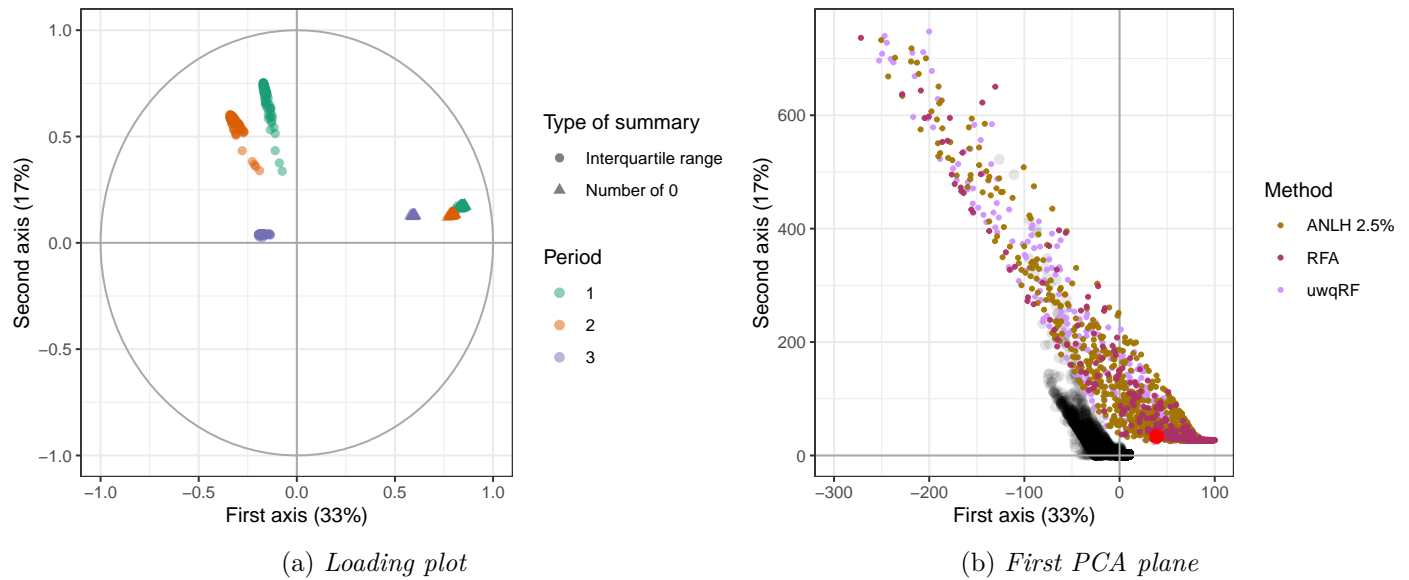 1.0
0.5
0.0
−0.5
−1.0
−1.0
−0.5
0.0
0.5
1.0
Second axis (17%)
First axis (33%)
Type of summary
Interquartile range
Number of 0
Period
1
2
3
(a) Loading plot
600
400
200
0
−300
−200
−100
0
100
Second axis (17%)
First axis (33%)
Method
ANLH 2.5%
RFA
uwqRF
(b) First PCA plane